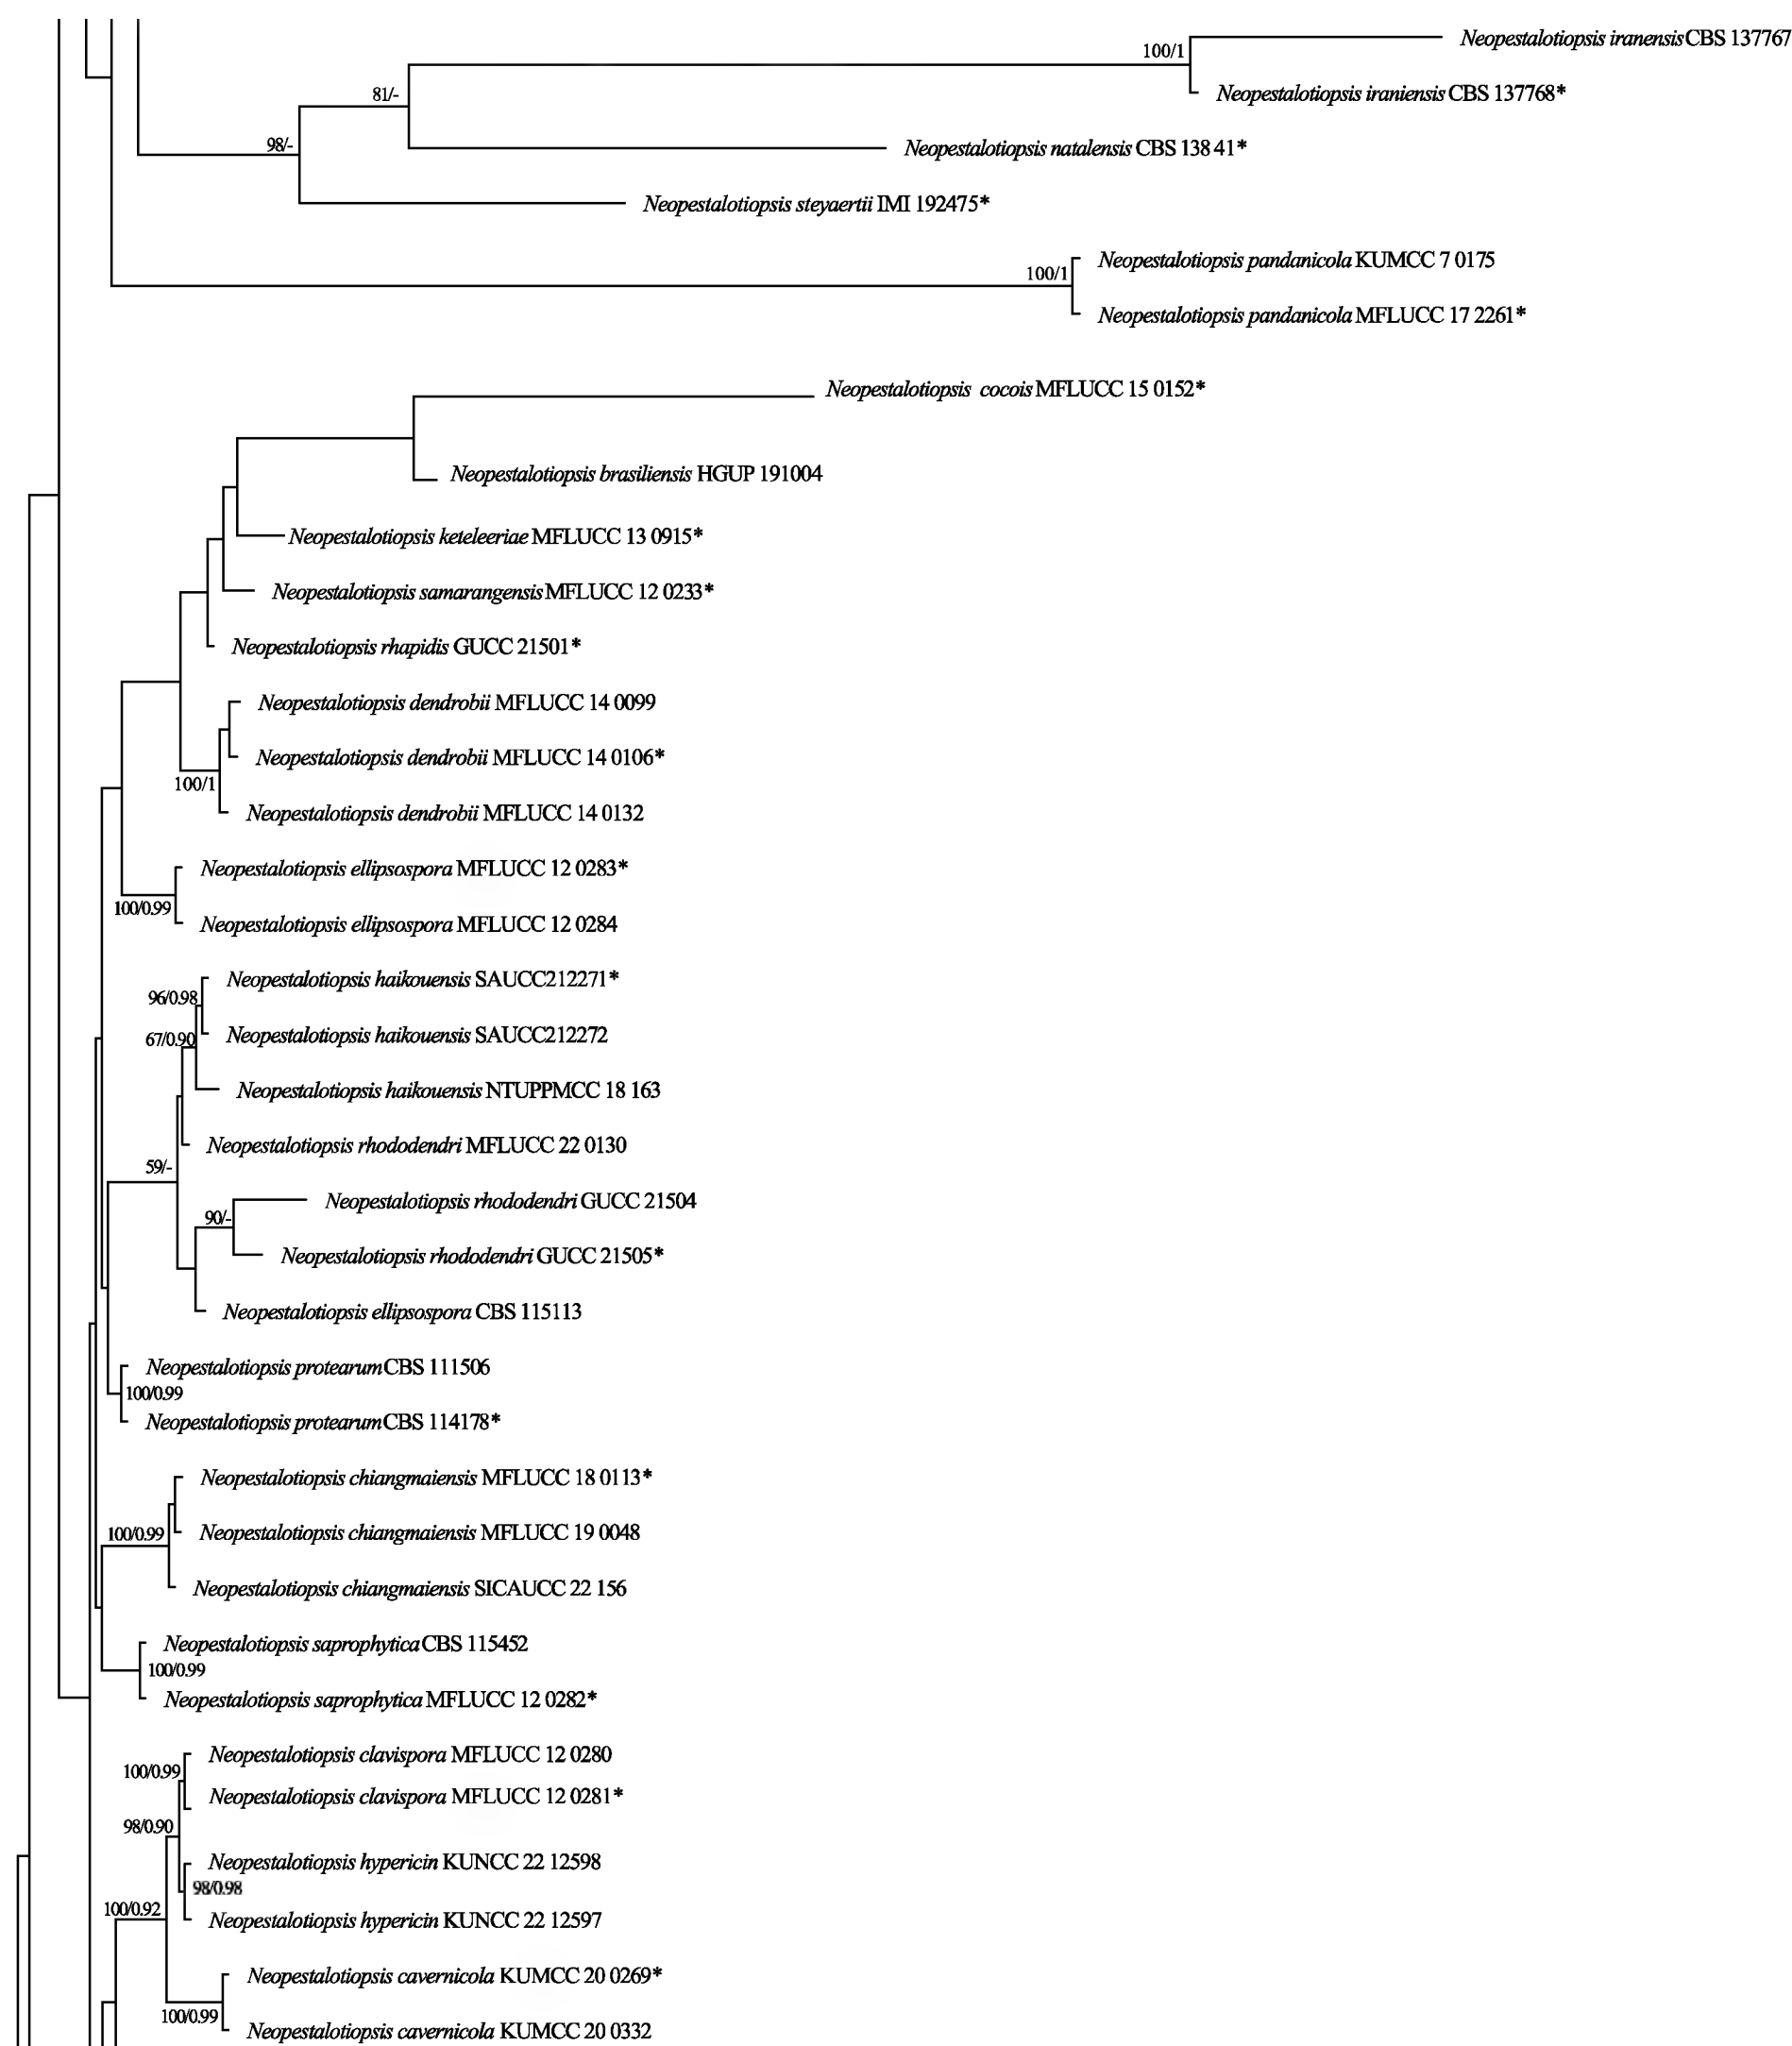 Neopestalotiopsis iranensis CBS 137767
100/1
Neopestalotiopsis iraniensis CBS 137768*
81/-
98/-
Neopestalotiopsis natalensis CBS 138 41*
Neopestalotiopsis steyaertii IMI 192475*
Neopestalotiopsis pandanicola KUMCC 7 0175
100/1
Neopestalotiopsis pandanicola MFLUCC 17 2261*
Neopestalotiopsis cocois MFLUCC 15 0152*
Neopestalotiopsis brasiliensis HGUP 191004
Neopestalotiopsis keteleeriae MFLUCC 13 0915*
Neopestalotiopsis samarangensis MFLUCC 12 0233*
Neopestalotiopsis rhapidis GUCC 21501*
Neopestalotiopsis dendrobii MFLUCC 14 0099
Neopestalotiopsis dendrobii MFLUCC 14 0106*
100/1
Neopestalotiopsis dendrobii MFLUCC 14 0132
Neopestalotiopsis ellipsospora MFLUCC 12 0283*
100/0.99
Neopestalotiopsis ellipsospora MFLUCC 12 0284
Neopestalotiopsis haikouensis SAUCC212271*
96/0.98
Neopestalotiopsis haikouensis SAUCC212272
67/0.90
Neopestalotiopsis haikouensis NTUPPMCC 18 163
Neopestalotiopsis rhododendri MFLUCC 22 0130
59/-
Neopestalotiopsis rhododendri GUCC 21504
90/-
Neopestalotiopsis rhododendri GUCC 21505*
Neopestalotiopsis ellipsospora CBS 115113
Neopestalotiopsis protearum CBS 111506
100/0.99
Neopestalotiopsis protearum CBS 114178*
Neopestalotiopsis chiangmaiensis MFLUCC 18 0113*
Neopestalotiopsis chiangmaiensis MFLUCC 19 0048
100/0.99
Neopestalotiopsis chiangmaiensis SICAUCC 22 156
Neopestalotiopsis saprophytica CBS 115452
100/0.99
Neopestalotiopsis saprophytica MFLUCC 12 0282*
Neopestalotiopsis clavispora MFLUCC 12 0280
100/0.99
Neopestalotiopsis clavispora MFLUCC 12 0281*
98/0.90
Neopestalotiopsis hypericin KUNCC 22 12598
98/0.98
100/0.92
Neopestalotiopsis hypericin KUNCC 22 12597
Neopestalotiopsis cavernicola KUMCC 20 0269*
100/0.99
Neopestalotiopsis cavernicola KUMCC 20 0332